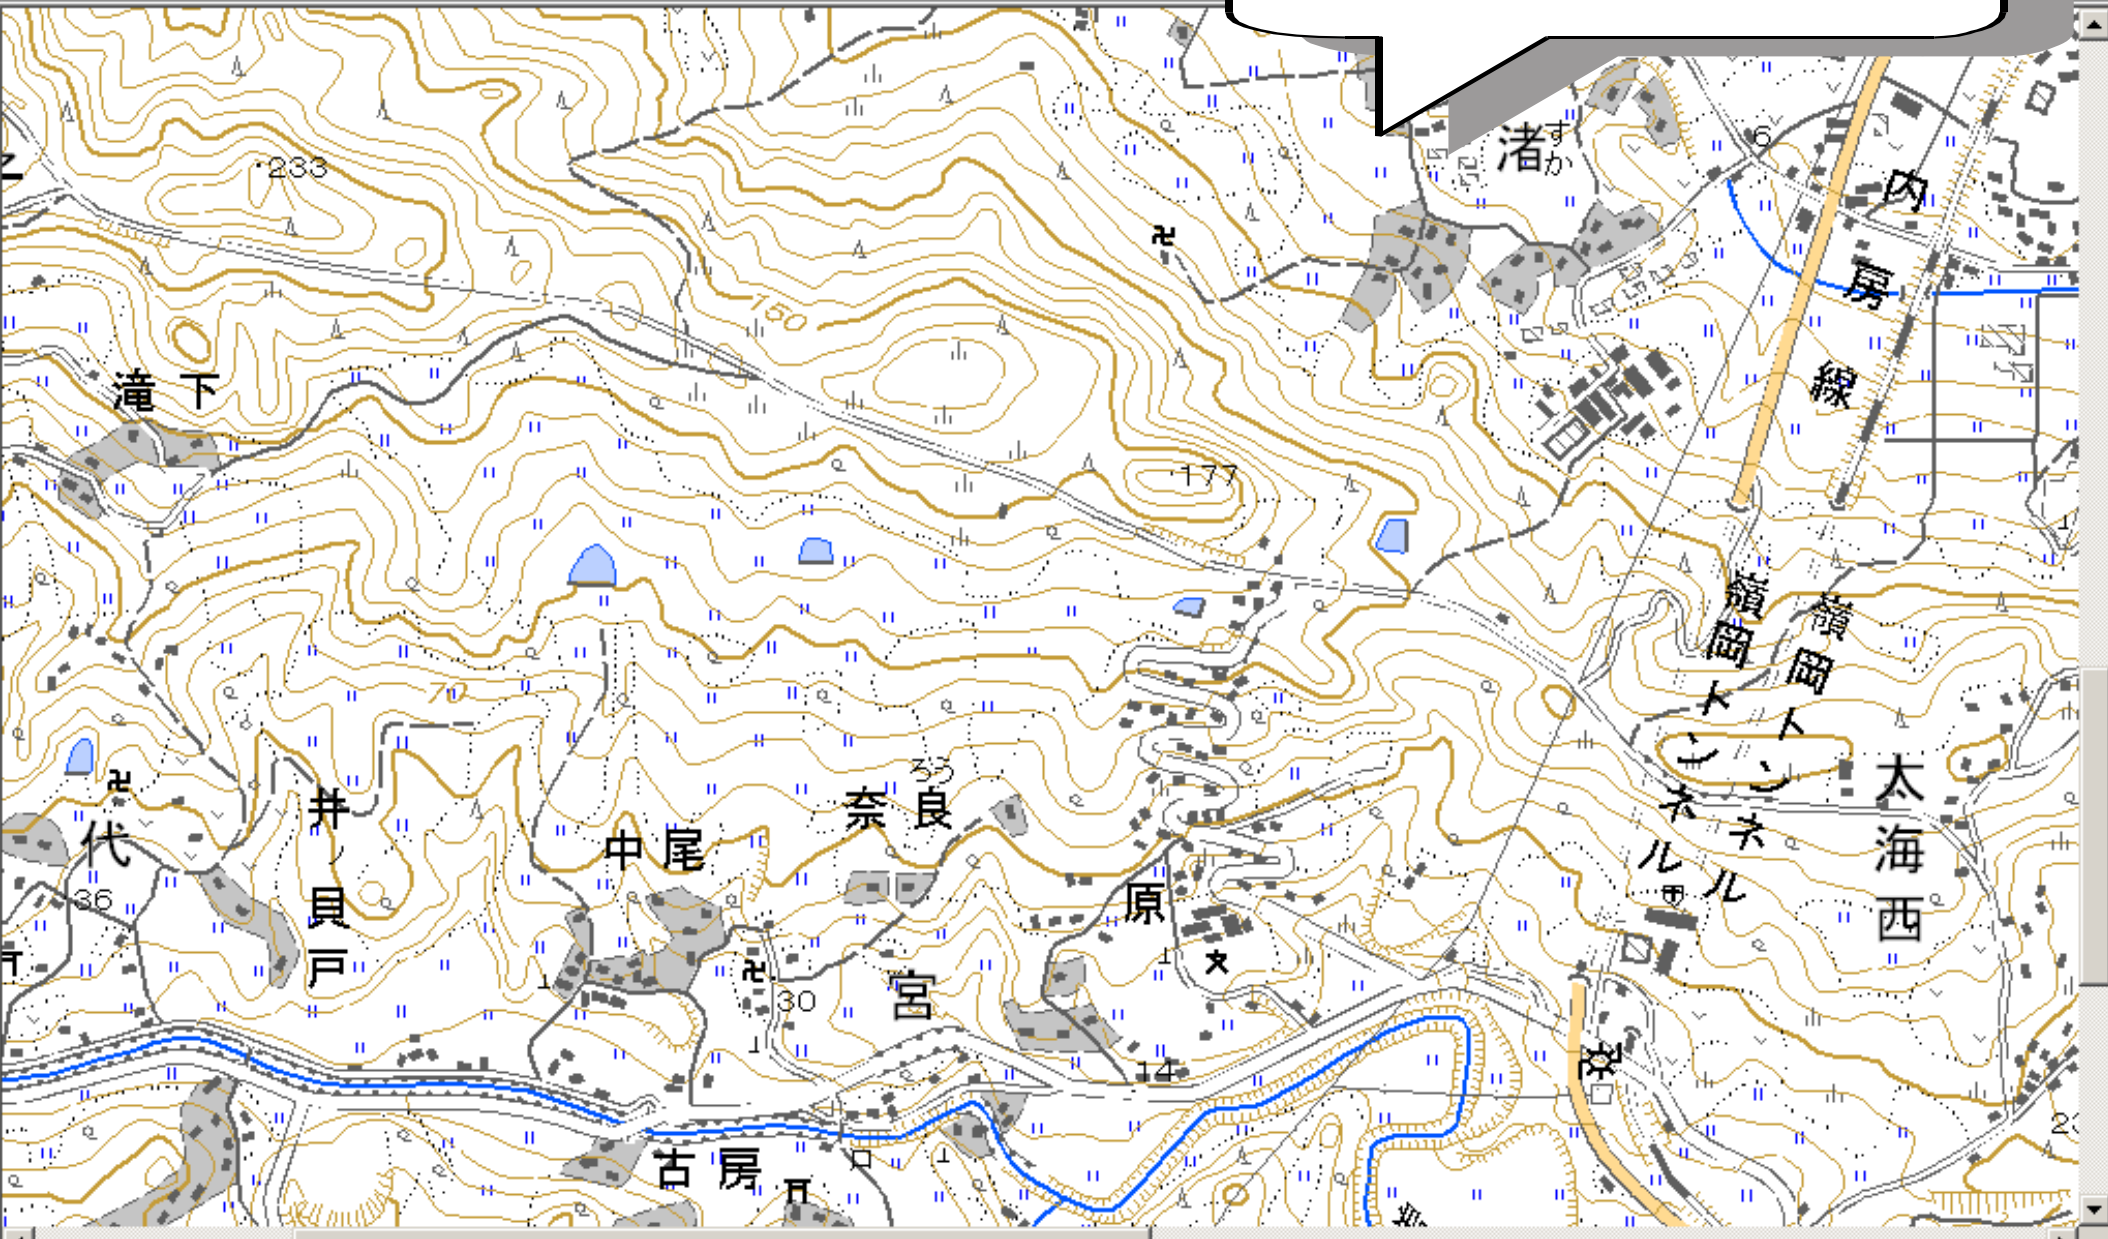 233
渚
すか
6
内房線
150
滝下
177
嶺岡トンネル
嶺岡トンネル
70
太海西
井ノ貝戸
代
奈良
中尾
原
36
宮
30
14
古房